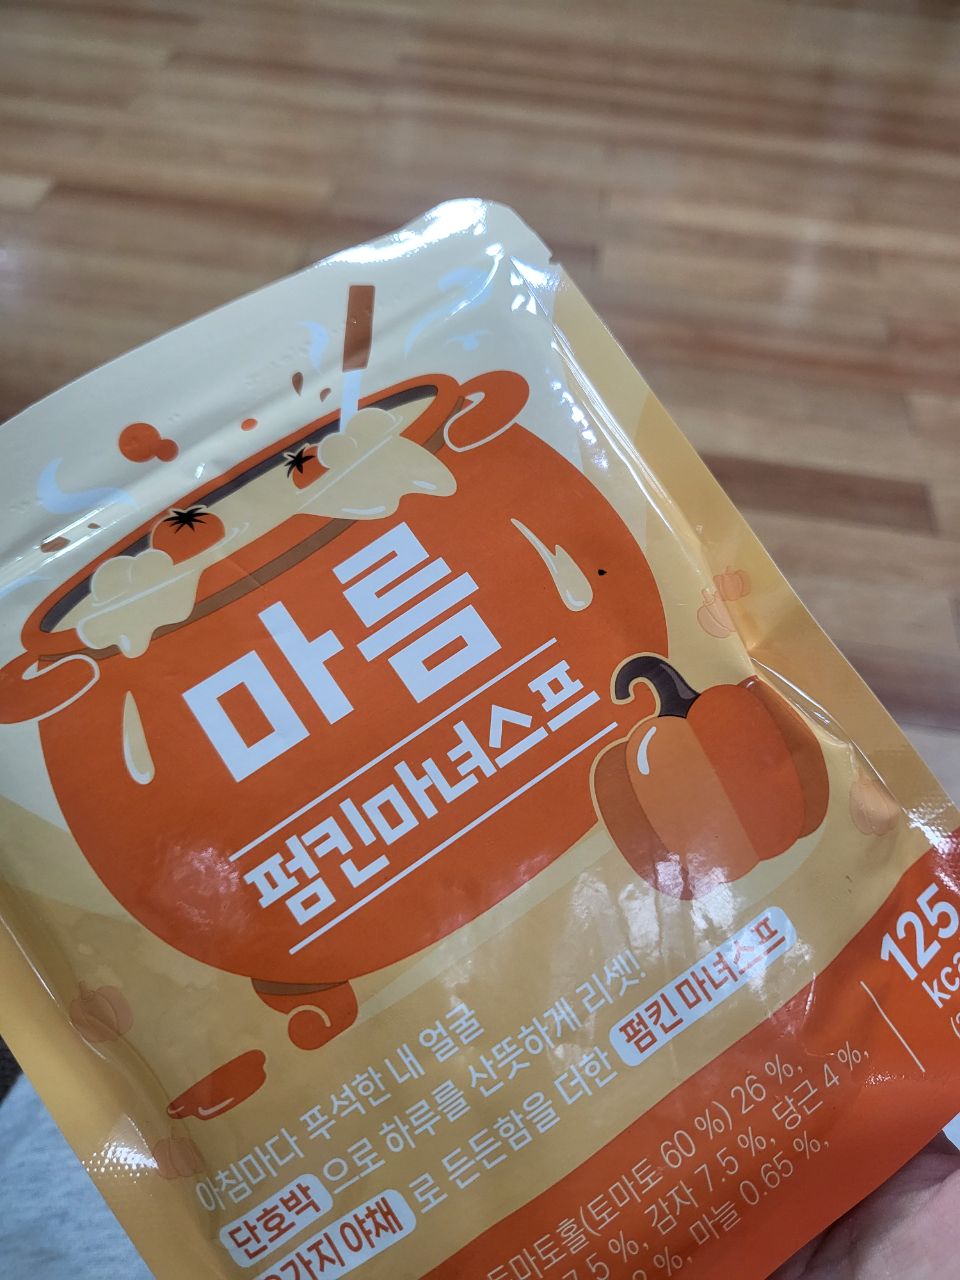 마름
펌킨마녀스프
아침마다 푸석한 내 얼굴
단호박으로 하루를 산뜻하게 리셋!
가지 야채로 든든함을 더한 펌킨 마녀스프
125
토마토홀(토마토 60 %) 26 %,
7.5 %, 감자 7.5 %, 당근 4 %,
마늘 0.65 %,